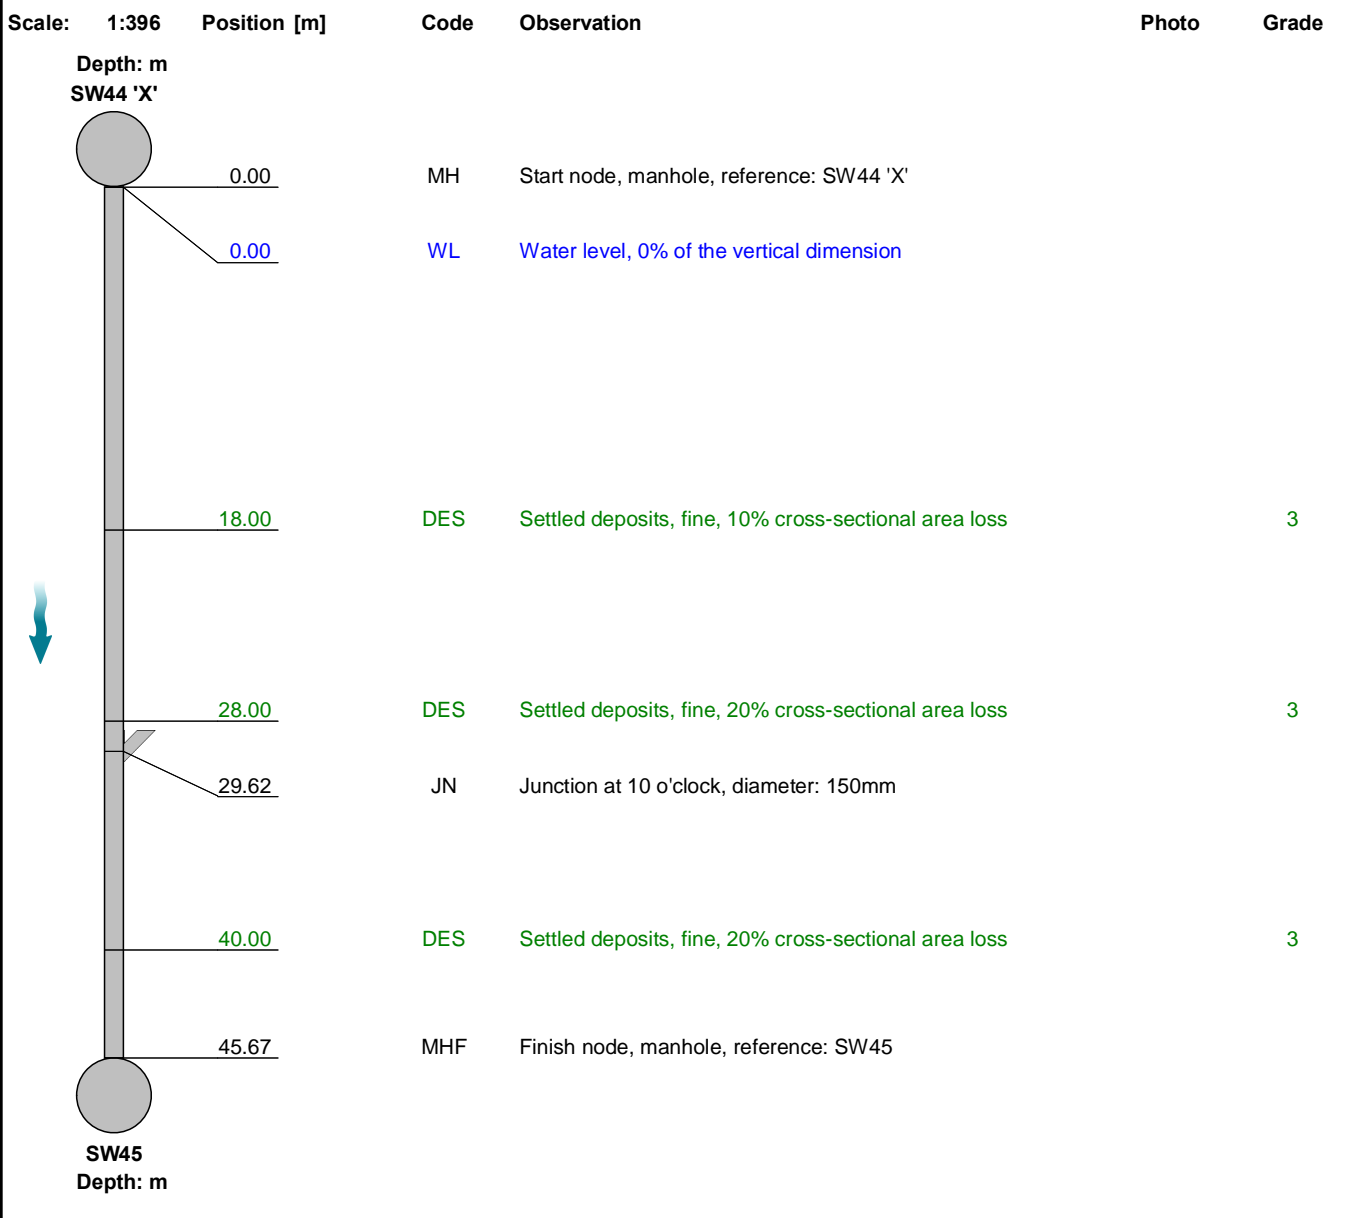 Scale: 1:396 Position [m] Code Observation Photo Grade
Depth: m
SW44 'X'
0.00 MH Start node, manhole, reference: SW44 'X'
0.00 WL Water level, 0% of the vertical dimension
18.00 DES Settled deposits, fine, 10% cross-sectional area loss 3
28.00 DES Settled deposits, fine, 20% cross-sectional area loss 3
29.62 JN Junction at 10 o'clock, diameter: 150mm
40.00 DES Settled deposits, fine, 20% cross-sectional area loss 3
45.67 MHF Finish node, manhole, reference: SW45
SW45
Depth: m